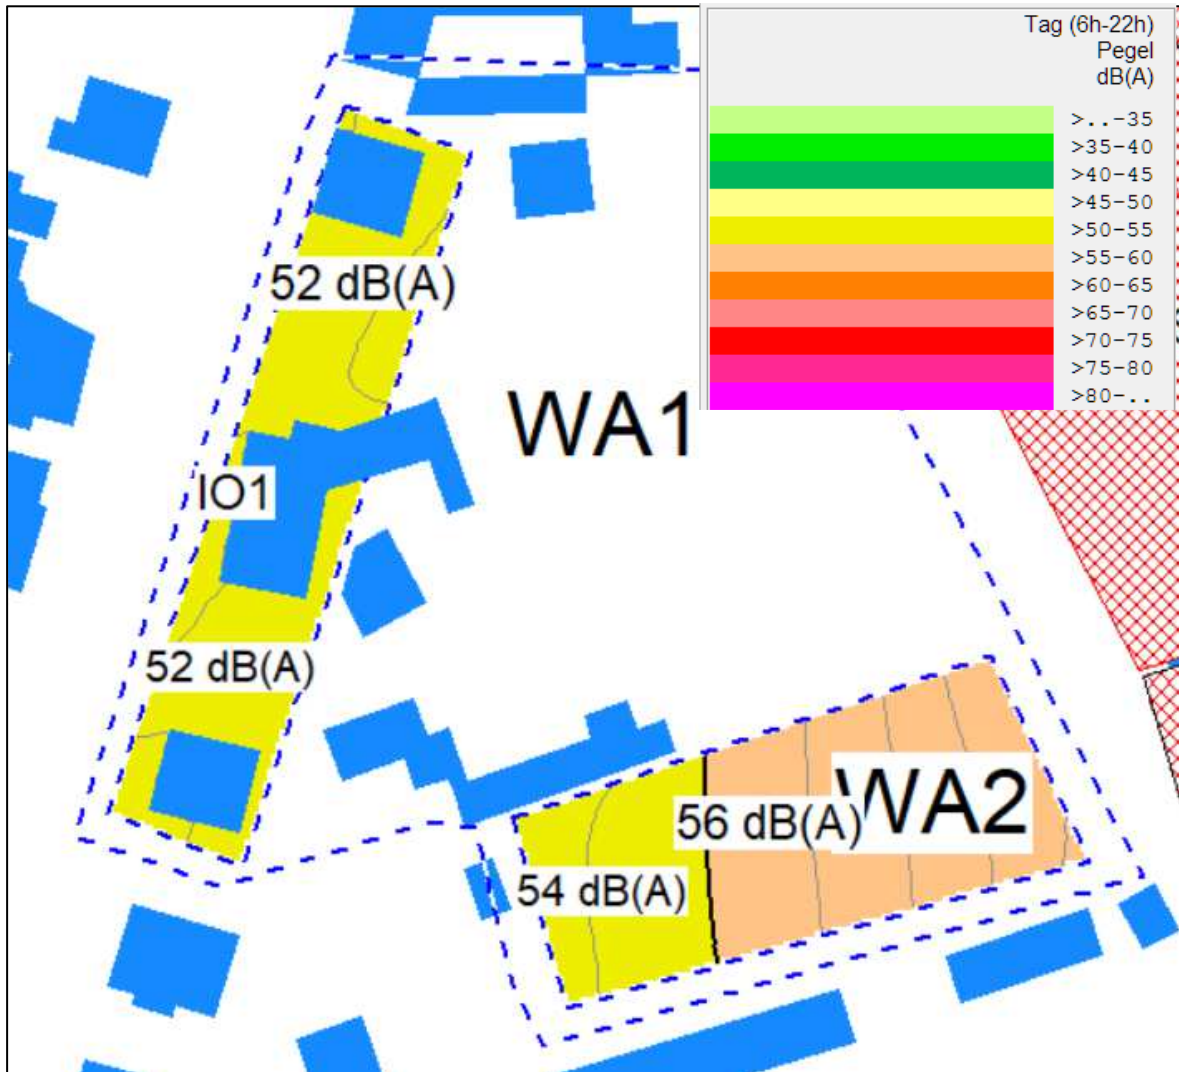 Tag (6h-22h)
Pegel
dB(A)
>..-35
>35-40
>40-45
>45-50
>50-55
>55-60
>60-65
>65-70
>70-75
>75-80
>80-..
52 dB(A)
WA1
IO1
52 dB(A)
WA2
56 dB(A)
54 dB(A)